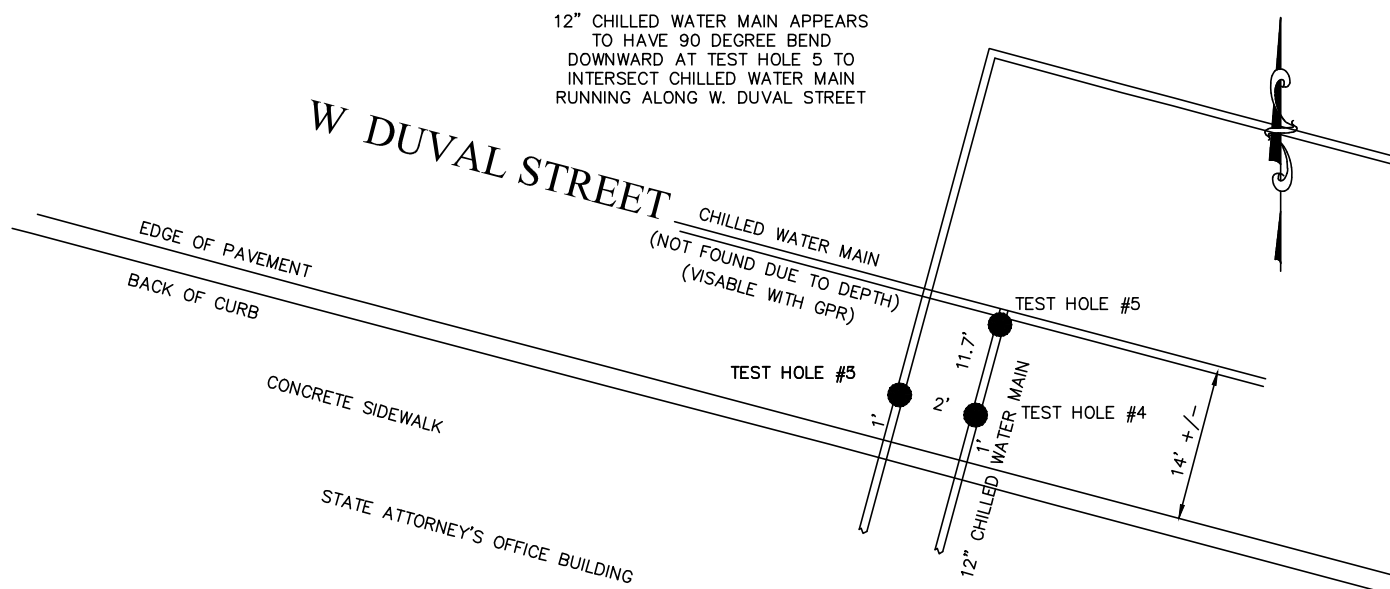 12" CHILLED WATER MAIN APPEARS
TO HAVE 90 DEGREE BEND
DOWNWARD AT TEST HOLE 5 TO
INTERSECT CHILLED WATER MAIN
RUNNING ALONG W. DUVAL STREET
W DUVAL STREET
CHILLED WATER MAIN
(NOT FOUND DUE TO DEPTH)
(VISABLE WITH GPR)
EDGE OF PAVEMENT
BACK OF CURB
TEST HOLE #5
11.7'
TEST HOLE #5
1'
2'
TEST HOLE #4
1'
12" CHILLED WATER MAIN
14' +/-
CONCRETE SIDEWALK
STATE ATTORNEY'S OFFICE BUILDING